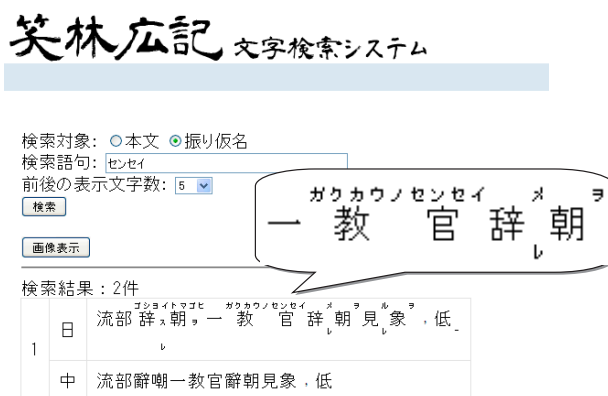 笑林広記 文字検索システム
検索対象: 本文 振り仮名
検索語句: センセイ
前後の表示文字数: 5
検索
ガクカウノセンセイ メ ヲ
一 教 官 辞 朝
レ
画像表示
検索結果：2件
ゴシヨイトマゴヒ ガクカウノセンセイ メ ヲ ル ヲ
1 日 流部 辞ス朝ヲ 一 教 官 辞 朝 見 象 ，低
レ レ レ
中 流部辭嘲一教官辭朝見象，低